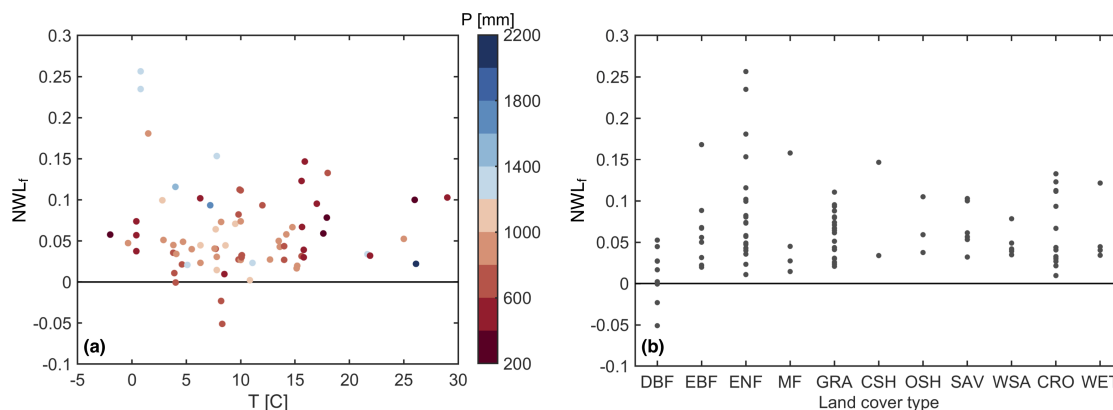 P [mm]
0.3
0.25
0.2
0.15
0.1
0.05
0
-0.05
-0.1
NWLf
-5 0 5 10 15 20 25 30
T [C]
(a)
2200
1800
1400
1000
600
200
0.3
0.25
0.2
0.15
0.1
0.05
0
-0.05
-0.1
NWLf
(b)
DBF EBF ENF MF GRA CSH OSH SAV WSA CRO WET
Land cover type